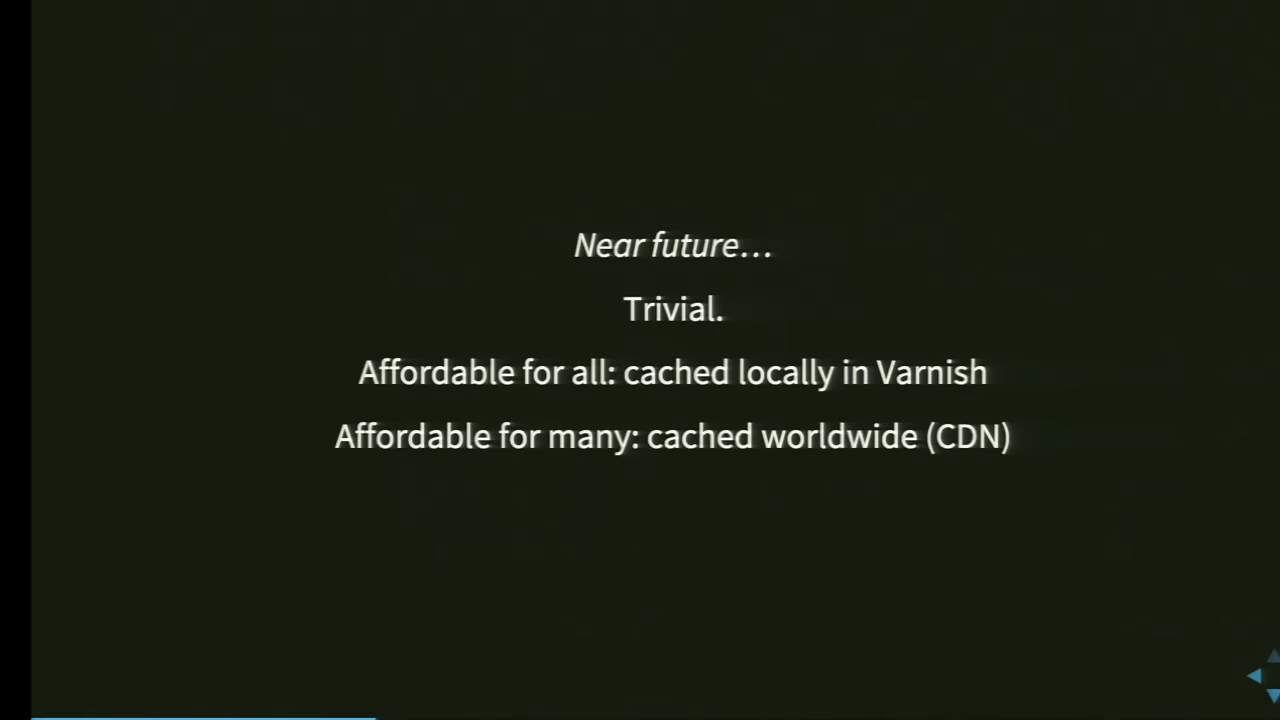 Near future…
Trivial.
Affordable for all: cached locally in Varnish
Affordable for many: cached worldwide (CDN)